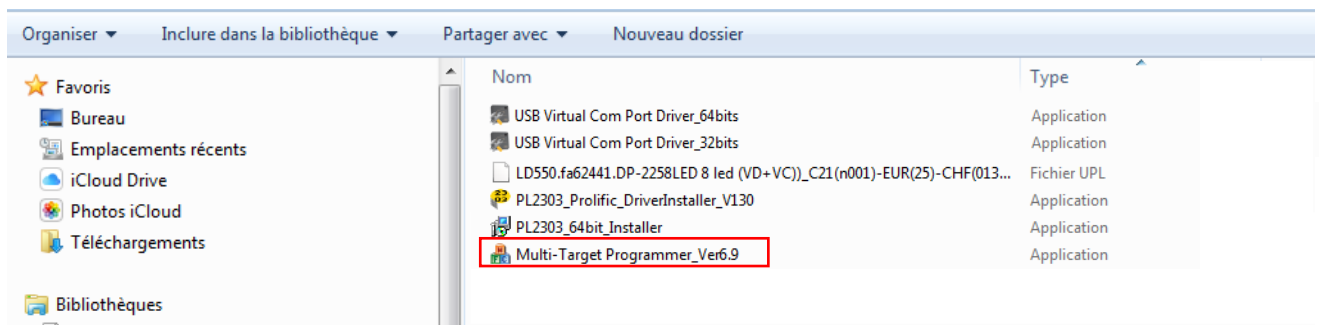 Organiser Inclure dans la bibliothèque Partager avec Nouveau dossier
Favoris
Bureau
Emplacements récents
iCloud Drive
Photos iCloud
Téléchargements
Bibliothèques
Nom Type
USB Virtual Com Port Driver_64bits Application
USB Virtual Com Port Driver_32bits Application
LD550.fa62441.DP-2258LED 8 led (VD+VC))_C21(n001)-EUR(25)-CHF(013... Fichier UPL
PL2303_Prolific_DriverInstaller_V130 Application
PL2303_64bit_Installer Application
Multi-Target Programmer_Ver6.9 Application